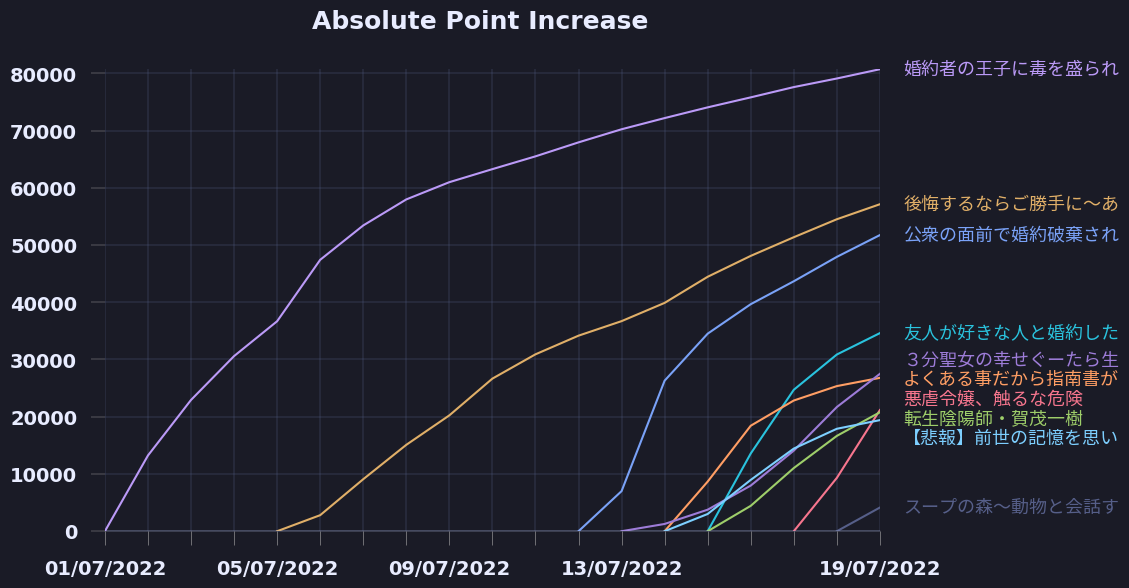 Absolute Point Increase
80000
70000
60000
50000
40000
30000
20000
10000
0
01/07/2022
05/07/2022
09/07/2022
13/07/2022
19/07/2022
婚約者の王子に毒を盛られ
後悔するならご勝手に～あ
公衆の面前で婚約破棄され
友人が好きな人と婚約した
３分聖女の幸せぐーたら生
よくある事だから指南書が
悪虐令嬢、触るな危険
転生陰陽師・賀茂一樹
【悲報】前世の記憶を思い
スープの森～動物と会話す